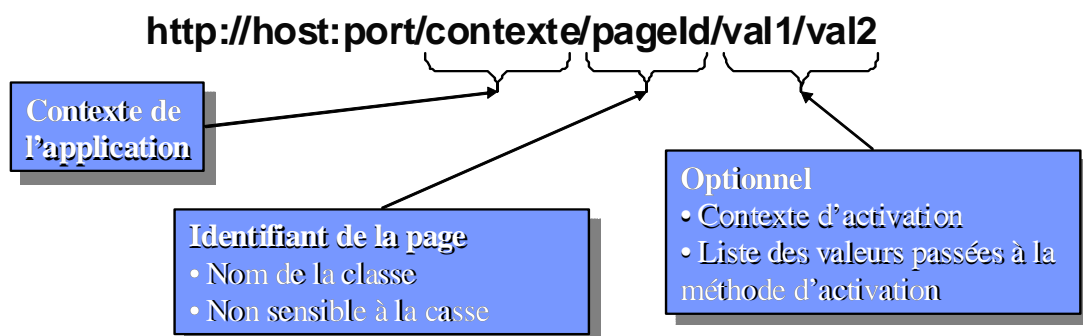 http://host:port/contexte/pageId/val1/val2
Contexte de
l'application
Identifiant de la page
• Nom de la classe
• Non sensible à la casse
Optionnel
• Contexte d'activation
• Liste des valeurs passées à la
méthode d'activation